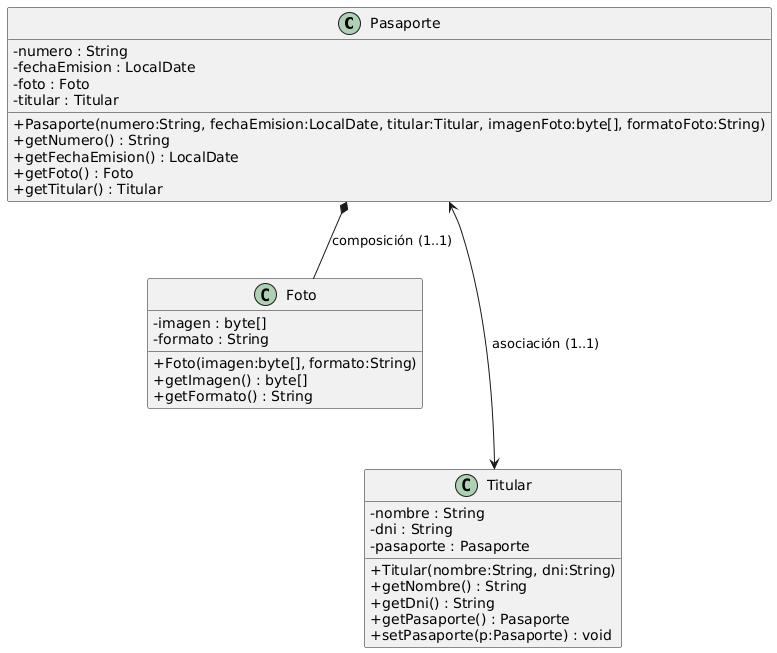 C Pasaporte
-numero : String
-fechaEmision : LocalDate
-foto : Foto
-titular : Titular
+Pasaporte(numero:String, fechaEmision:LocalDate, titular:Titular, imagenFoto:byte[], formatoFoto:String)
+getNumero() : String
+getFechaEmision() : LocalDate
+getFoto() : Foto
+getTitular() : Titular
composición (1..1)
C Foto
-imagen : byte[]
-formato : String
+Foto(imagen:byte[], formato:String)
+getImagen() : byte[]
+getFormato() : String
asociación (1..1)
C Titular
-nombre : String
-dni : String
-pasaporte : Pasaporte
+Titular(nombre:String, dni:String)
+getNombre() : String
+getDni() : String
+getPasaporte() : Pasaporte
+setPasaporte(p:Pasaporte) : void